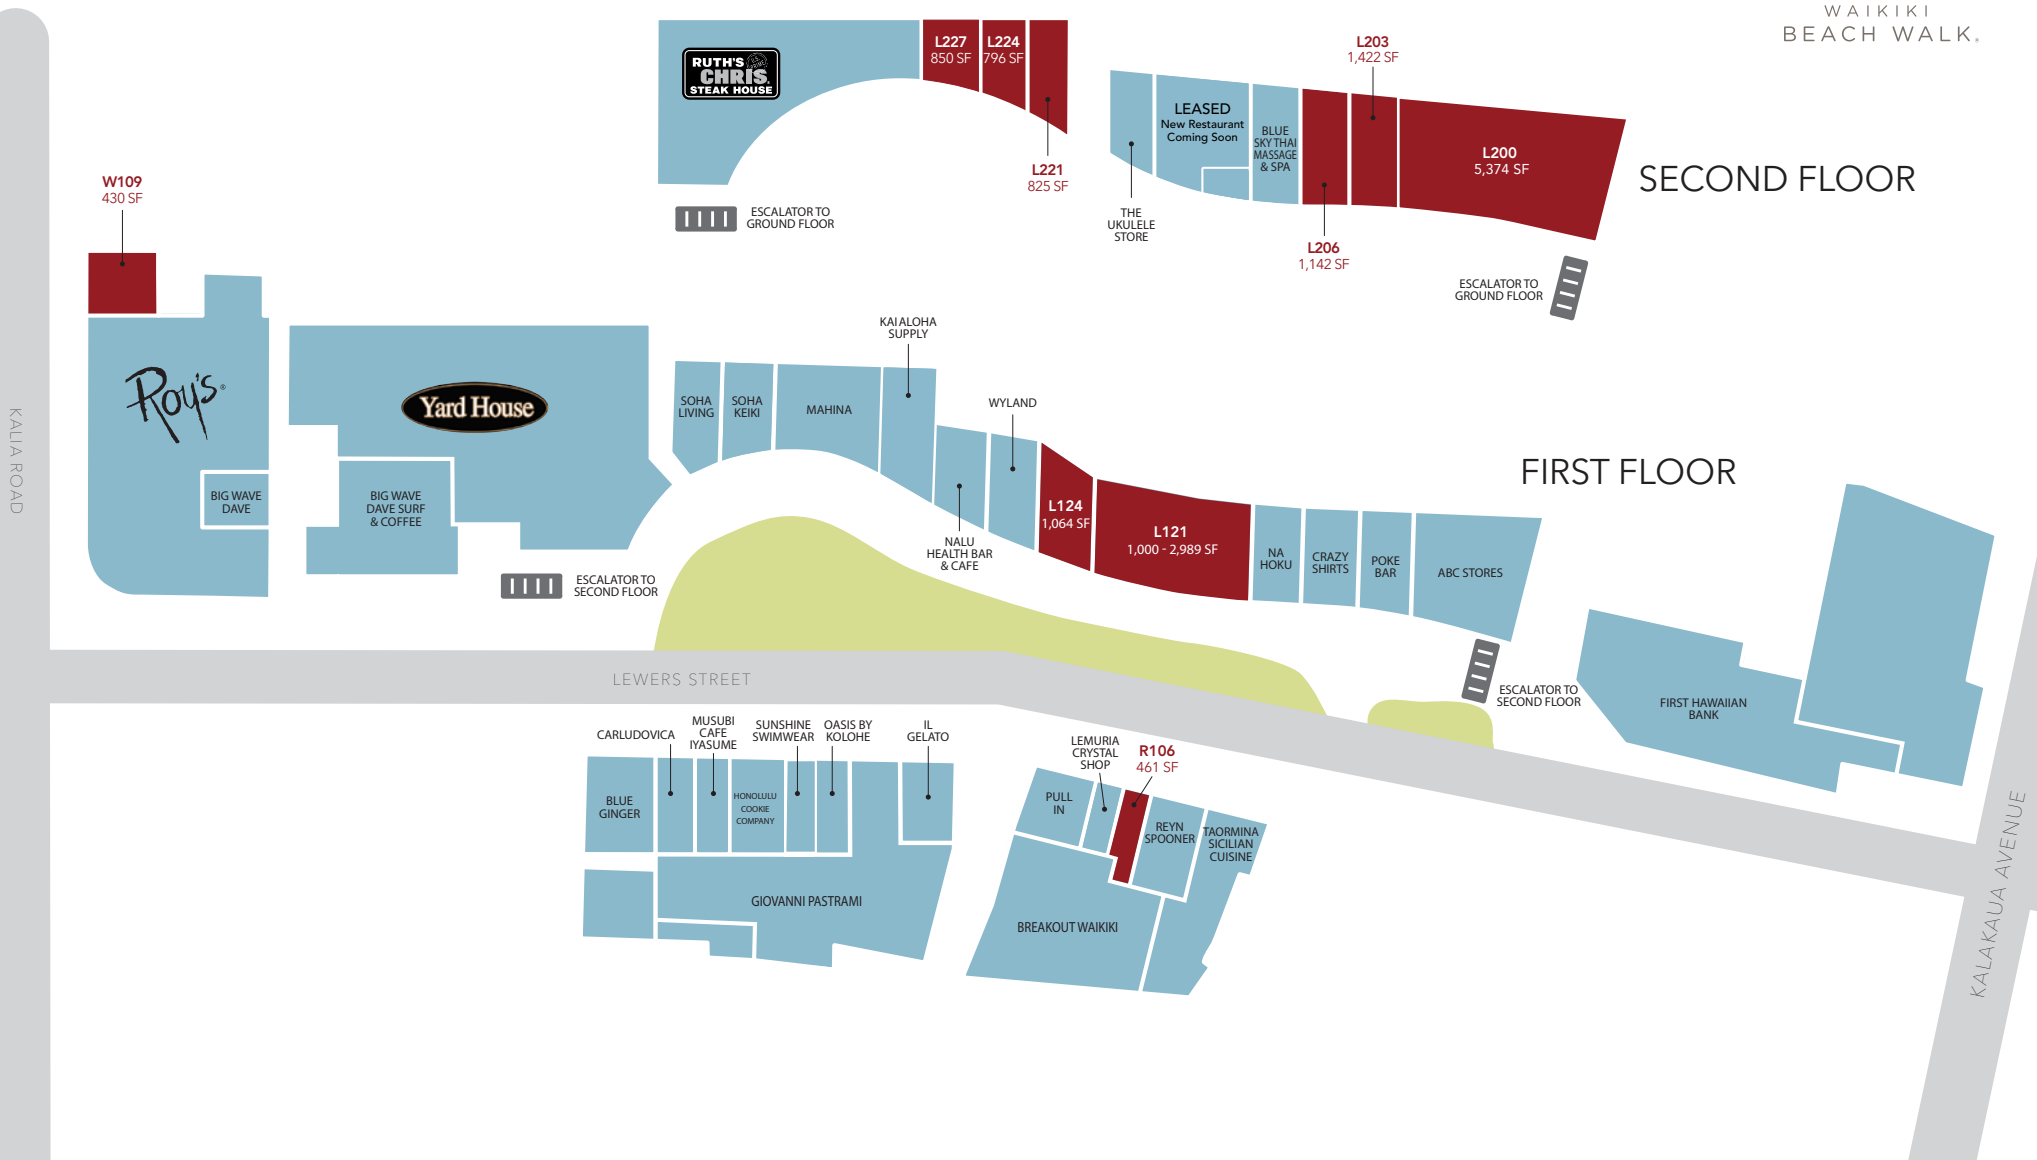 WAIKIKI
BEACH WALK®
RUTH'S
CHRIS
STEAK HOUSE
L227
850 SF
L224
796 SF
L221
825 SF
ESCALATOR TO
GROUND FLOOR
THE
UKULELE
STORE
LEASED
New Restaurant
Coming Soon
BLUE
SKY THAI
MASSAGE
& SPA
L206
1,142 SF
L203
1,422 SF
L200
5,374 SF
SECOND FLOOR
ESCALATOR TO
GROUND FLOOR
W109
430 SF
Roy's®
BIG WAVE
DAVE
Yard House
BIG WAVE
DAVE SURF
& COFFEE
ESCALATOR TO
SECOND FLOOR
SOHA
LIVING
SOHA
KEIKI
MAHINA
KAI ALOHA
SUPPLY
NALU
HEALTH BAR
& CAFE
WYLAND
L124
1,064 SF
L121
1,000 - 2,989 SF
NA
HOKU
CRAZY
SHIRTS
POKE
BAR
ABC STORES
FIRST FLOOR
ESCALATOR TO
SECOND FLOOR
FIRST HAWAIIAN
BANK
KALIA ROAD
LEWERS STREET
KALAKAUA AVENUE
BLUE
GINGER
CARLUDOVICA
MUSUBI
CAFE
IYASUME
HONOLULU
COOKIE
COMPANY
SUNSHINE
SWIMWEAR
OASIS BY
KOLOHE
IL
GELATO
GIOVANNI PASTRAMI
PULL
IN
LEMURIA
CRYSTAL
SHOP
R106
461 SF
REYN
SPOONER
TAORMINA
SICILIAN
CUISINE
BREAKOUT WAIKIKI